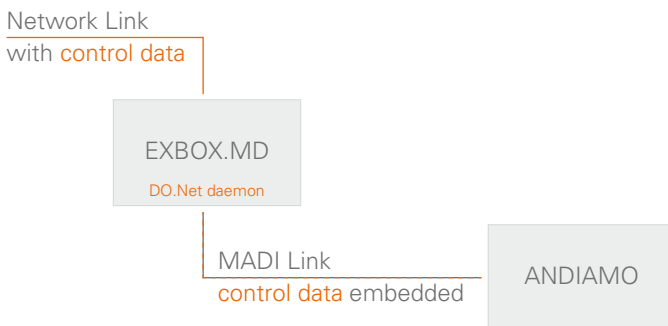 Network Link
with control data
EXBOX.MD
DO.Net daemon
MADI Link
control data embedded
ANDIAMO